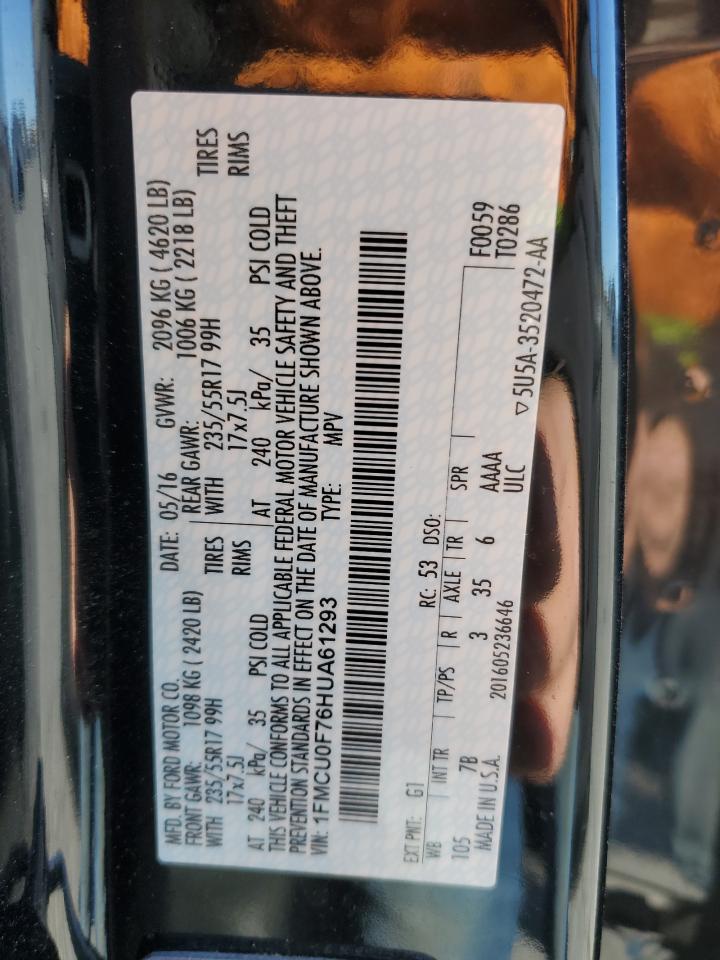 MFD. BY FORD MOTOR CO. DATE: 05/16 GVWR: 2096 KG ( 4620 LB)
FRONT GAWR: 1098 KG ( 2420 LB) REAR GAWR: 1006 KG ( 2218 LB)
WITH 235/55R17 99H TIRES WITH 235/55R17 99H TIRES
17x7.5J RIMS 17x7.5J RIMS
AT 240 kPa/ 35 PSI COLD AT 240 kPa/ 35 PSI COLD
THIS VEHICLE CONFORMS TO ALL APPLICABLE FEDERAL MOTOR VEHICLE SAFETY AND THEFT
PREVENTION STANDARDS IN EFFECT ON THE DATE OF MANUFACTURE SHOWN ABOVE.
VIN: 1FMCU0F76HUA61293 TYPE: MPV
EXT PNT: G1 RC: 53 DSO:
WB INT TR TP/PS R AXLE TR SPR F0059
105 7B 3 35 6 AAAA T0286
MADE IN U.S.A. 201605236646 ULC ▽5U5A-3520472-AA